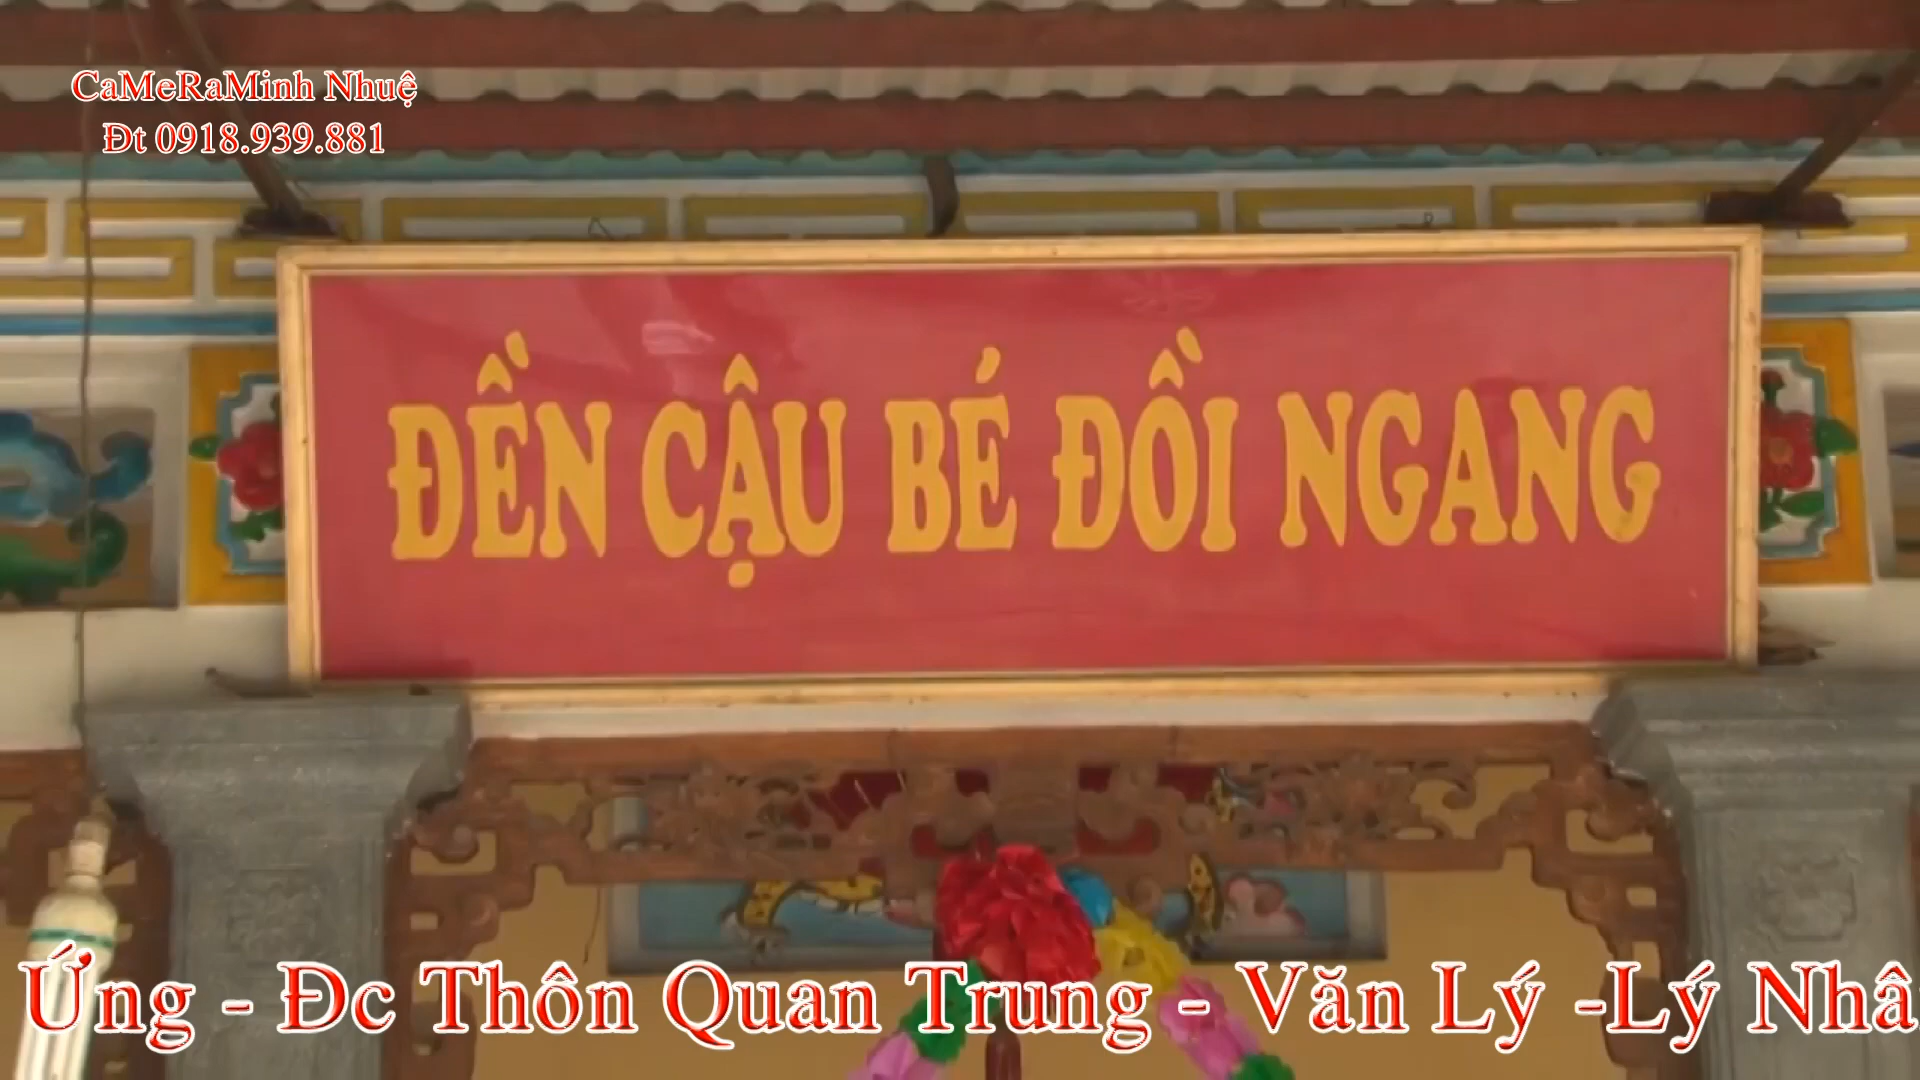 CaMeRaMinh Nhuệ
Đt 0918.939.881
ĐỀN CẬU BÉ ĐỒI NGANG
Ứng - Đc Thôn Quan Trung - Văn Lý -Lý Nhâ